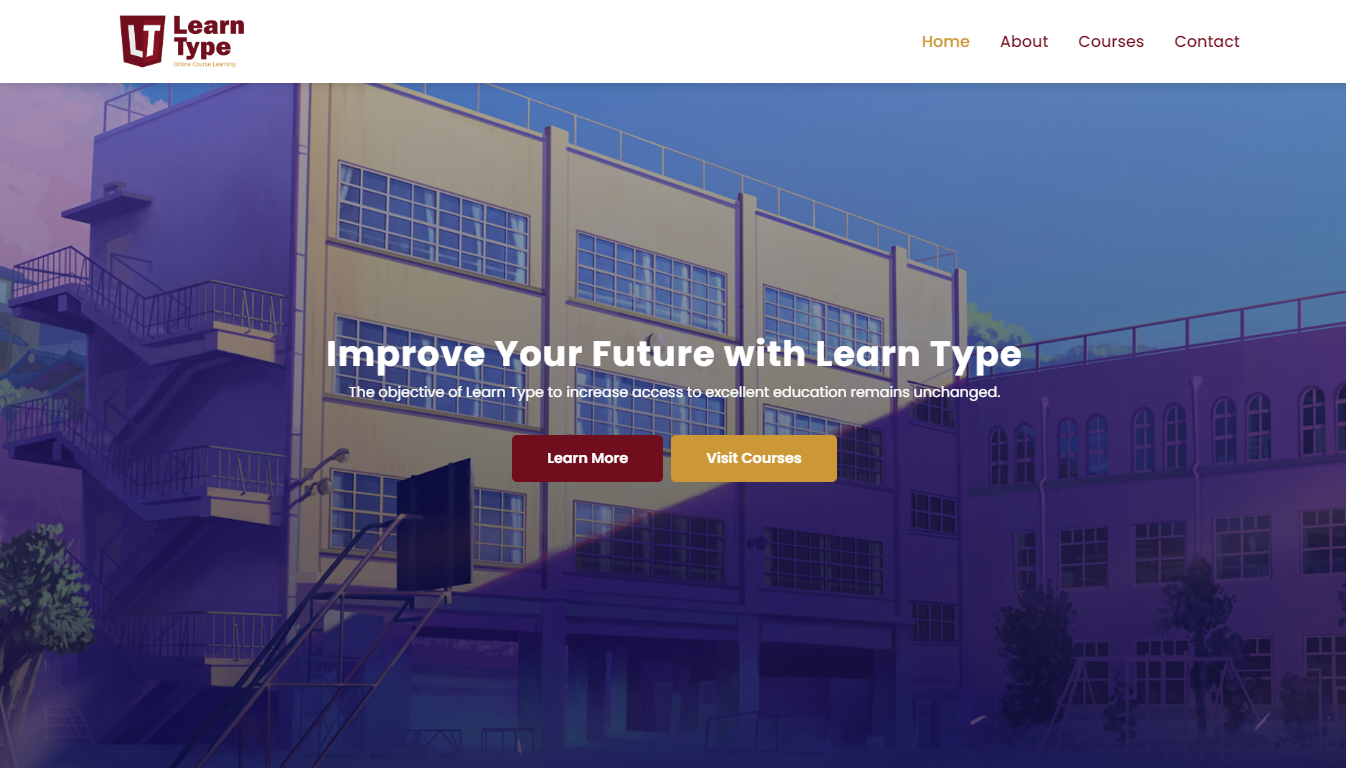 LT
Learn
Type
Online Course Learning
Home About Courses Contact
Improve Your Future with Learn Type
The objective of Learn Type to increase access to excellent education remains unchanged.
Learn More Visit Courses